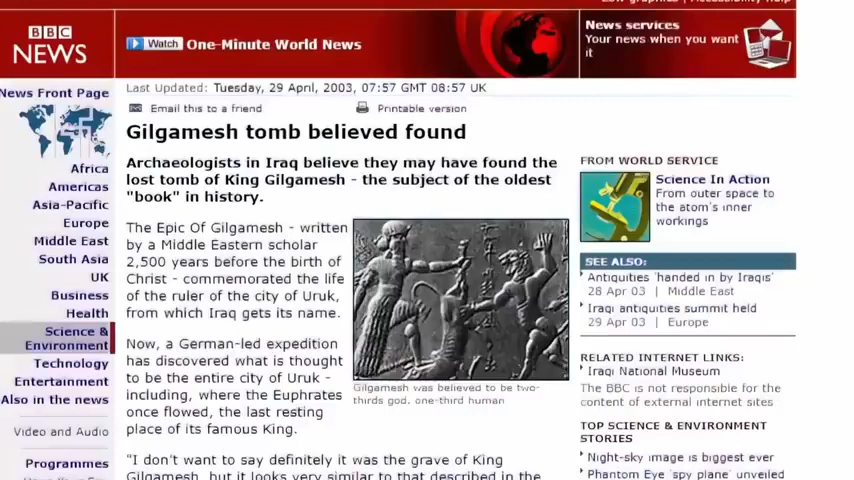 Low graphics | Accessibility help
BBC
NEWS
Watch One-Minute World News
News services
Your news when you want
it
News Front Page
Africa
Americas
Asia-Pacific
Europe
Middle East
South Asia
UK
Business
Health
Science &
Environment
Technology
Entertainment
Also in the news
Video and Audio
Programmes
Last Updated: Tuesday, 29 April, 2003, 07:57 GMT 08:57 UK
Email this to a friend
Printable version
Gilgamesh tomb believed found
Archaeologists in Iraq believe they may have found the
lost tomb of King Gilgamesh - the subject of the oldest
"book" in history.
The Epic Of Gilgamesh - written
by a Middle Eastern scholar
2,500 years before the birth of
Christ - commemorated the life
of the ruler of the city of Uruk,
from which Iraq gets its name.
Now, a German-led expedition
has discovered what is thought
to be the entire city of Uruk -
including, where the Euphrates
once flowed, the last resting
place of its famous King.
"I don't want to say definitely it was the grave of King
Gilgamesh, but it looks very similar to that described in the
Gilgamesh was believed to be two-
thirds god, one-third human
FROM WORLD SERVICE
Science In Action
From outer space to
the atom's inner
workings
SEE ALSO:
Antiquities 'handed in by Iraqis'
28 Apr 03 | Middle East
Iraqi antiquities summit held
29 Apr 03 | Europe
RELATED INTERNET LINKS:
Iraqi National Museum
The BBC is not responsible for the
content of external internet sites
TOP SCIENCE & ENVIRONMENT
STORIES
Night-sky image is biggest ever
Phantom Eye 'spy plane' unveiled